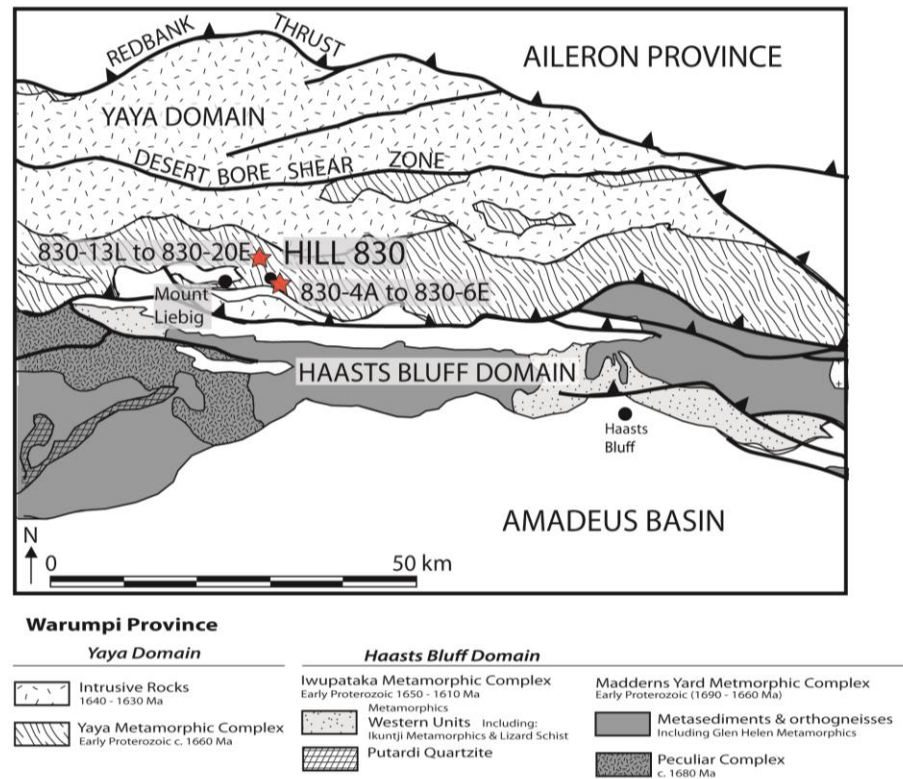 REDBANK THRUST
AILERON PROVINCE
YAYA DOMAIN
DESERT BORE SHEAR ZONE
830-13L to 830-20E
HILL 830
830-4A to 830-6E
Mount
Liebig
HAASTS BLUFF DOMAIN
Haasts
Bluff
AMADEUS BASIN
N
0
50 km
Warumpi Province
Yaya Domain
Intrusive Rocks
1640 - 1630 Ma
Yaya Metamorphic Complex
Early Proterozoic c. 1660 Ma
Haasts Bluff Domain
Iwupataka Metamorphic Complex
Early Proterozoic 1650 - 1610 Ma
Metamorphics
Western Units Including:
Ikuntji Metamorphics & Lizard Schist
Putardi Quartzite
Madderns Yard Metmorphic Complex
Early Proterozoic (1690 - 1660 Ma)
Metasediments & orthogneisses
Including Glen Helen Metamorphics
Peculiar Complex
c. 1680 Ma